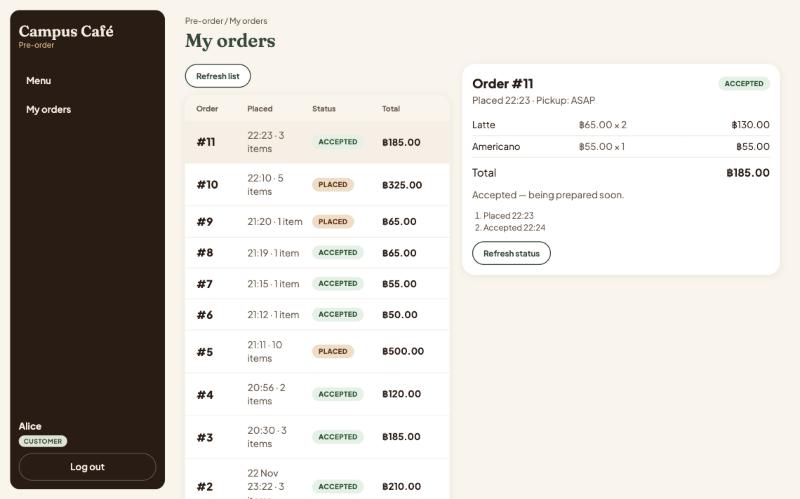 Campus Café
Pre-order
Menu
My orders
Alice
CUSTOMER
Log out
Pre-order / My orders
My orders
Refresh list
Order Placed Status Total
#11 22:23 · 3 items ACCEPTED ฿185.00
#10 22:10 · 5 items PLACED ฿325.00
#9 21:20 · 1 item PLACED ฿65.00
#8 21:19 · 1 item ACCEPTED ฿65.00
#7 21:15 · 1 item ACCEPTED ฿55.00
#6 21:12 · 1 item ACCEPTED ฿50.00
#5 21:11 · 10 items PLACED ฿500.00
#4 20:56 · 2 items ACCEPTED ฿120.00
#3 20:30 · 3 items ACCEPTED ฿185.00
#2 22 Nov 23:22 · 3 ACCEPTED ฿210.00
Order #11 ACCEPTED
Placed 22:23 · Pickup: ASAP
Latte ฿65.00 × 2 ฿130.00
Americano ฿55.00 × 1 ฿55.00
Total ฿185.00
Accepted — being prepared soon.
1. Placed 22:23
2. Accepted 22:24
Refresh status